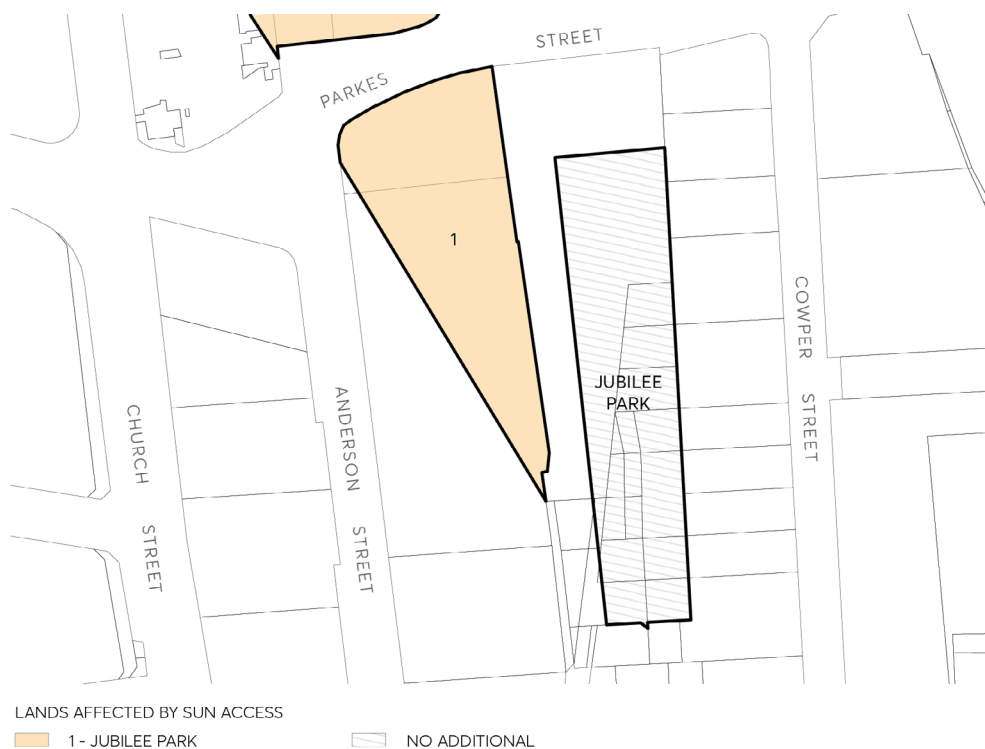 STREET
PARKES
1
JUBILEE
PARK
COWPER
STREET
ANDERSON
STREET
CHURCH
STREET
LANDS AFFECTED BY SUN ACCESS
1 - JUBILEE PARK
NO ADDITIONAL